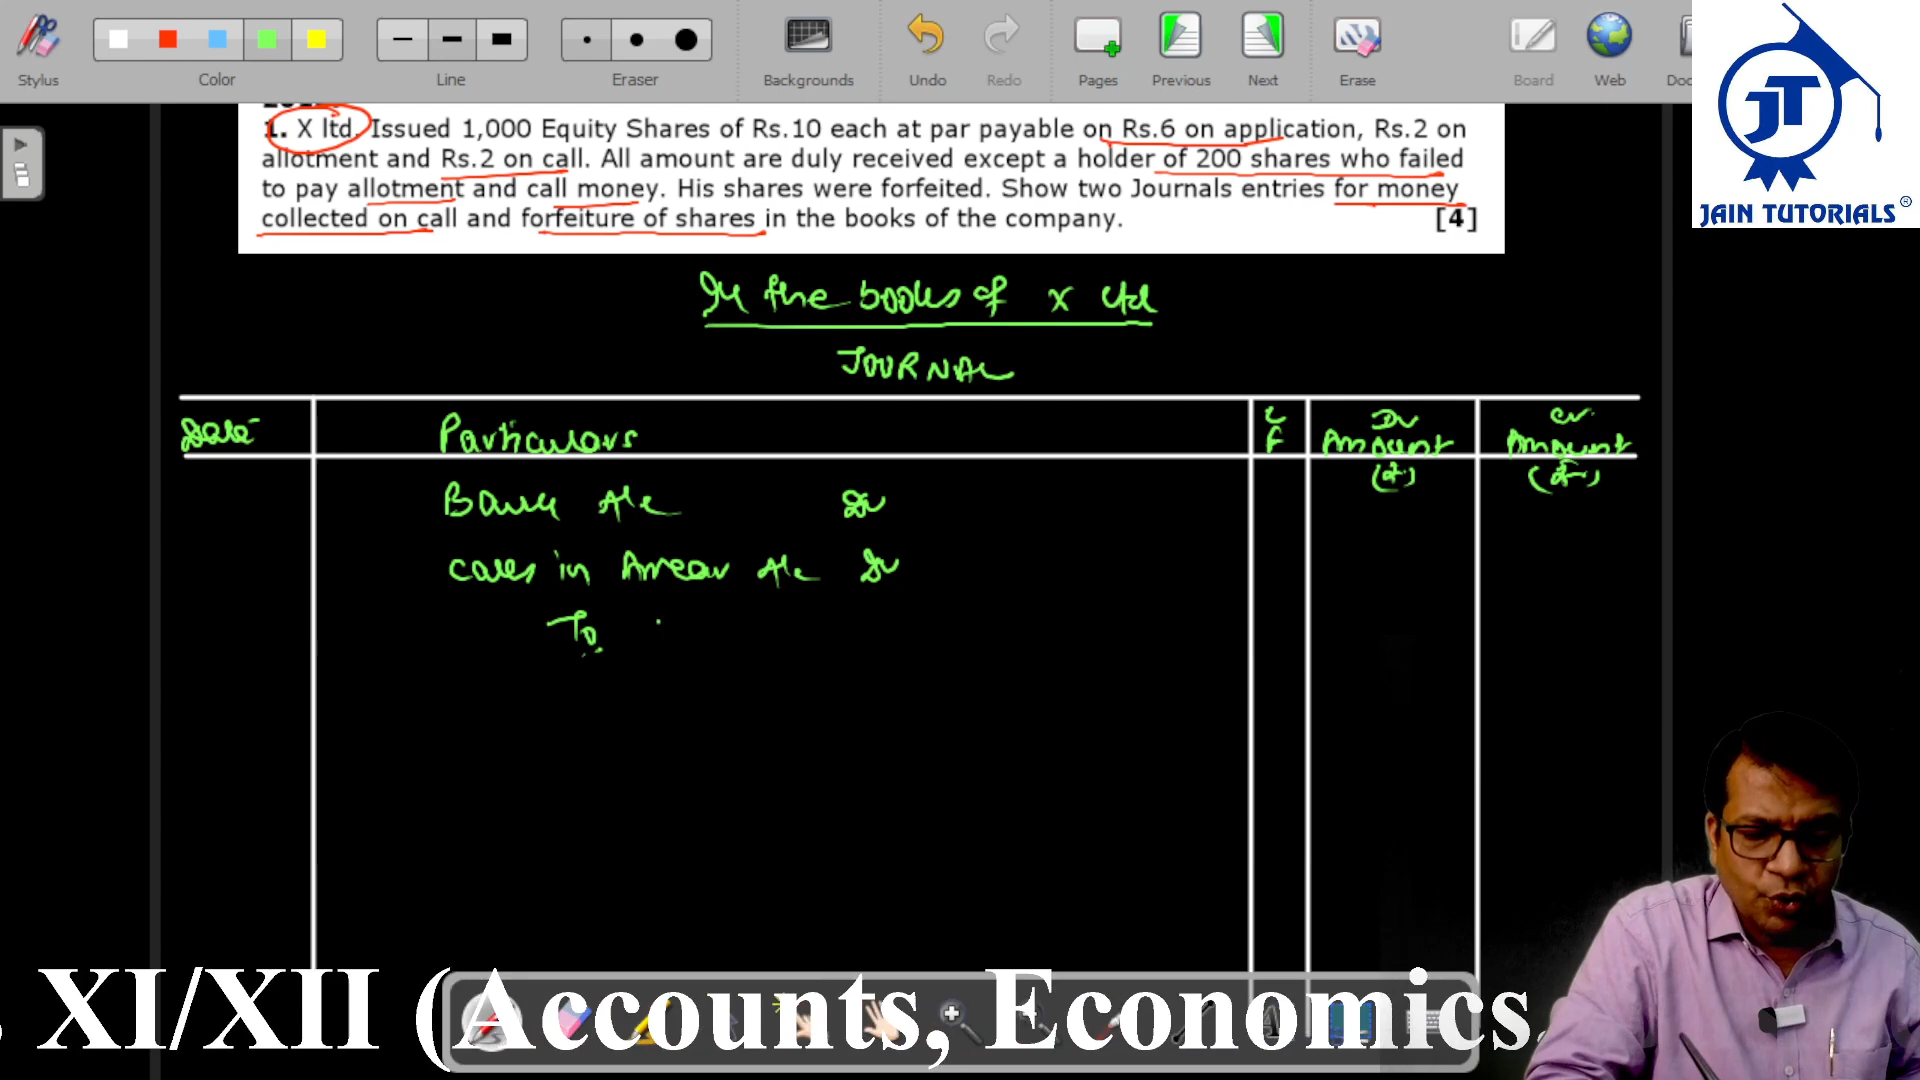 Stylus
Color
Line
Eraser
Backgrounds
Undo
Redo
Pages
Previous
Next
Erase
Board
Web
JT
JAIN TUTORIALS®
1. X ltd. Issued 1,000 Equity Shares of Rs.10 each at par payable on Rs.6 on application, Rs.2 on
allotment and Rs.2 on call. All amount are duly received except a holder of 200 shares who failed
to pay allotment and call money. His shares were forfeited. Show two Journals entries for money
collected on call and forfeiture of shares in the books of the company. [4]
In the books of X Ltd
JOURNAL
Date Particulars L F Dr Amount (₹) Cr Amount (₹)
Bank A/c Dr
Calls in Arrear A/c Dr
To
XI/XII (Accounts, Economics,